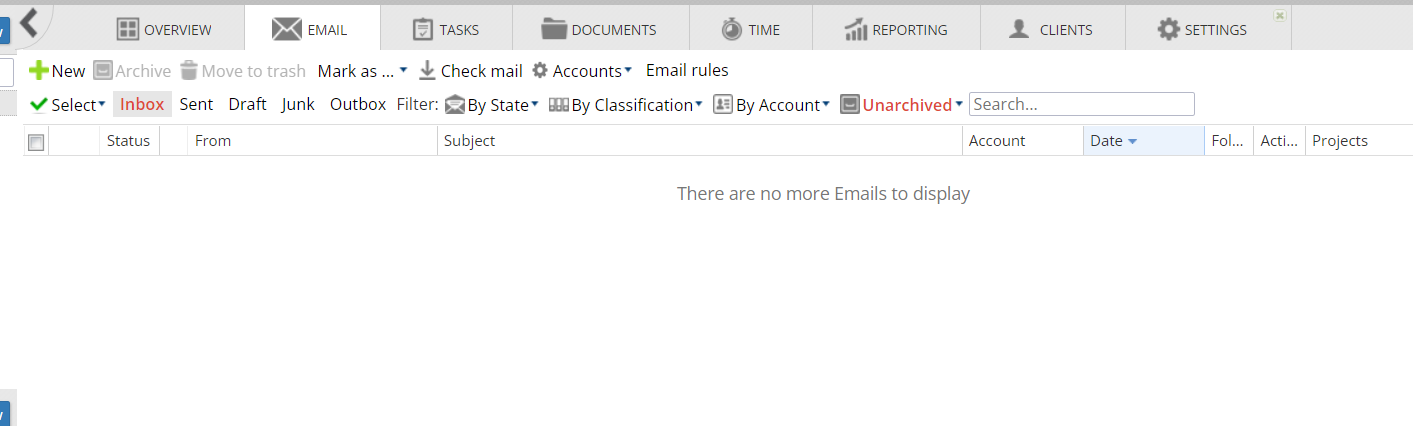 OVERVIEW EMAIL TASKS DOCUMENTS TIME REPORTING CLIENTS SETTINGS
New Archive Move to trash Mark as ... Check mail Accounts Email rules
Select Inbox Sent Draft Junk Outbox Filter: By State By Classification By Account Unarchived Search...
Status From Subject Account Date Fol... Acti... Projects
There are no more Emails to display